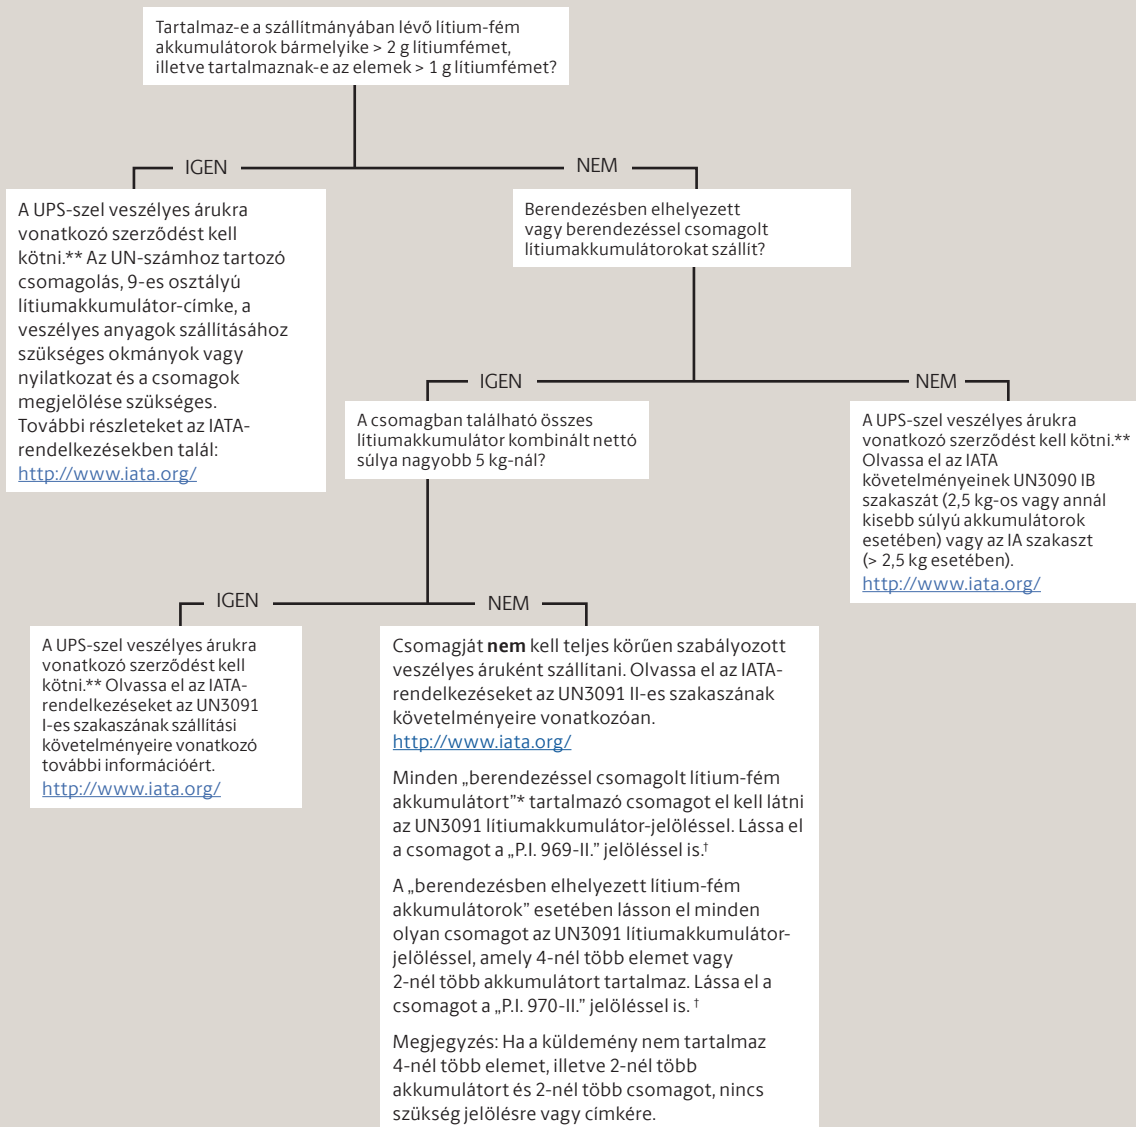 Tartalmaz-e a szállítmányában lévő lítium-fém
akkumulátorok bármelyike > 2 g lítiumfémet,
illetve tartalmaznak-e az elemek > 1 g lítiumfémet?
IGEN
NEM
A UPS-szel veszélyes árukra
vonatkozó szerződést kell
kötni.** Az UN-számhoz tartozó
csomagolás, 9-es osztályú
lítiumakkumulátor-címke, a
veszélyes anyagok szállításához
szükséges okmányok vagy
nyilatkozat és a csomagok
megjelölése szükséges.
További részleteket az IATA-
rendelkezésekben talál:
http://www.iata.org/
Berendezésben elhelyezett
vagy berendezéssel csomagolt
lítiumakkumulátorokat szállít?
IGEN
NEM
A csomagban található összes
lítiumakkumulátor kombinált nettó
súlya nagyobb 5 kg-nál?
A UPS-szel veszélyes árukra
vonatkozó szerződést kell kötni.**
Olvassa el az IATA
követelményeinek UN3090 IB
szakaszát (2,5 kg-os vagy annál
kisebb súlyú akkumulátorok
esetében) vagy az IA szakaszt
(> 2,5 kg esetében).
http://www.iata.org/
IGEN
NEM
A UPS-szel veszélyes árukra
vonatkozó szerződést kell
kötni.** Olvassa el az IATA-
rendelkezéseket az UN3091
I-es szakaszának szállítási
követelményeire vonatkozó
további információért.
http://www.iata.org/
Csomagját nem kell teljes körűen szabályozott
veszélyes áruként szállítani. Olvassa el az IATA-
rendelkezéseket az UN3091 II-es szakaszának
követelményeire vonatkozóan.
http://www.iata.org/
Minden „berendezéssel csomagolt lítium-fém
akkumulátort”* tartalmazó csomagot el kell látni
az UN3091 lítiumakkumulátor-jelöléssel. Lássa el
a csomagot a „P.I. 969-II.” jelöléssel is.†
A „berendezésben elhelyezett lítium-fém
akkumulátorok” esetében lásson el minden
olyan csomagot az UN3091 lítiumakkumulátor-
jelöléssel, amely 4-nél több elemet vagy
2-nél több akkumulátort tartalmaz. Lássa el a
csomagot a „P.I. 970-II.” jelöléssel is. †
Megjegyzés: Ha a küldemény nem tartalmaz
4-nél több elemet, illetve 2-nél több
akkumulátort és 2-nél több csomagot, nincs
szükség jelölésre vagy címkére.